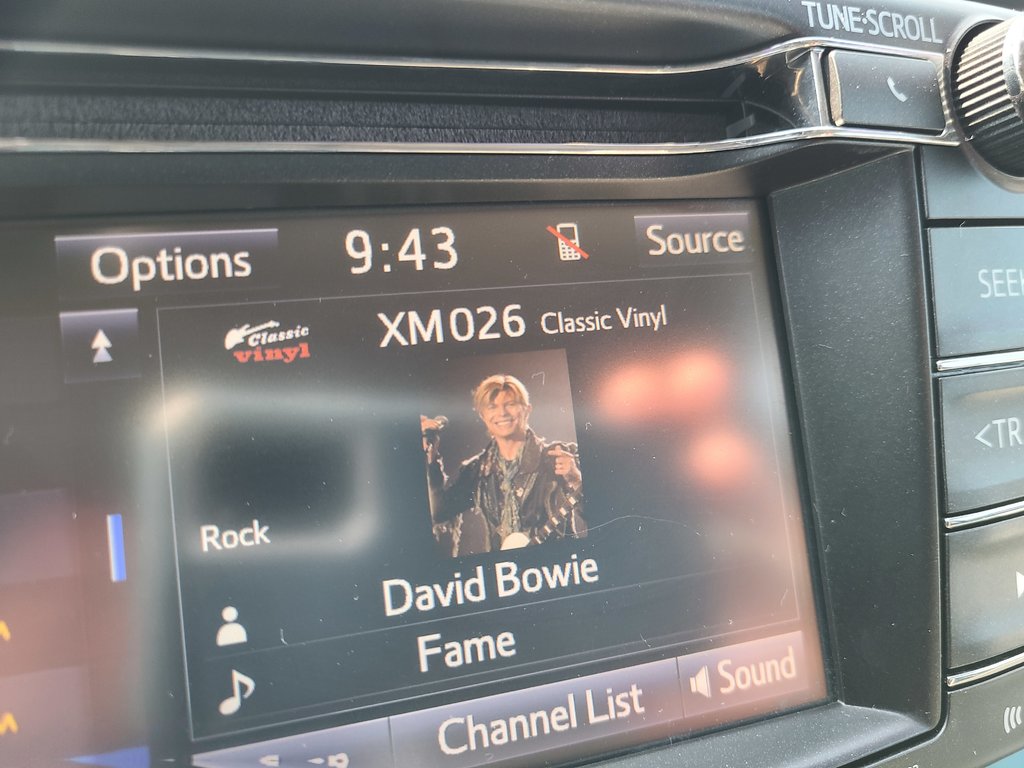 TUNE·SCROLL
Options
9:43
Source
SEEK
Classic
vinyl
XM026 Classic Vinyl
<TR
Rock
David Bowie
Fame
Channel List
Sound